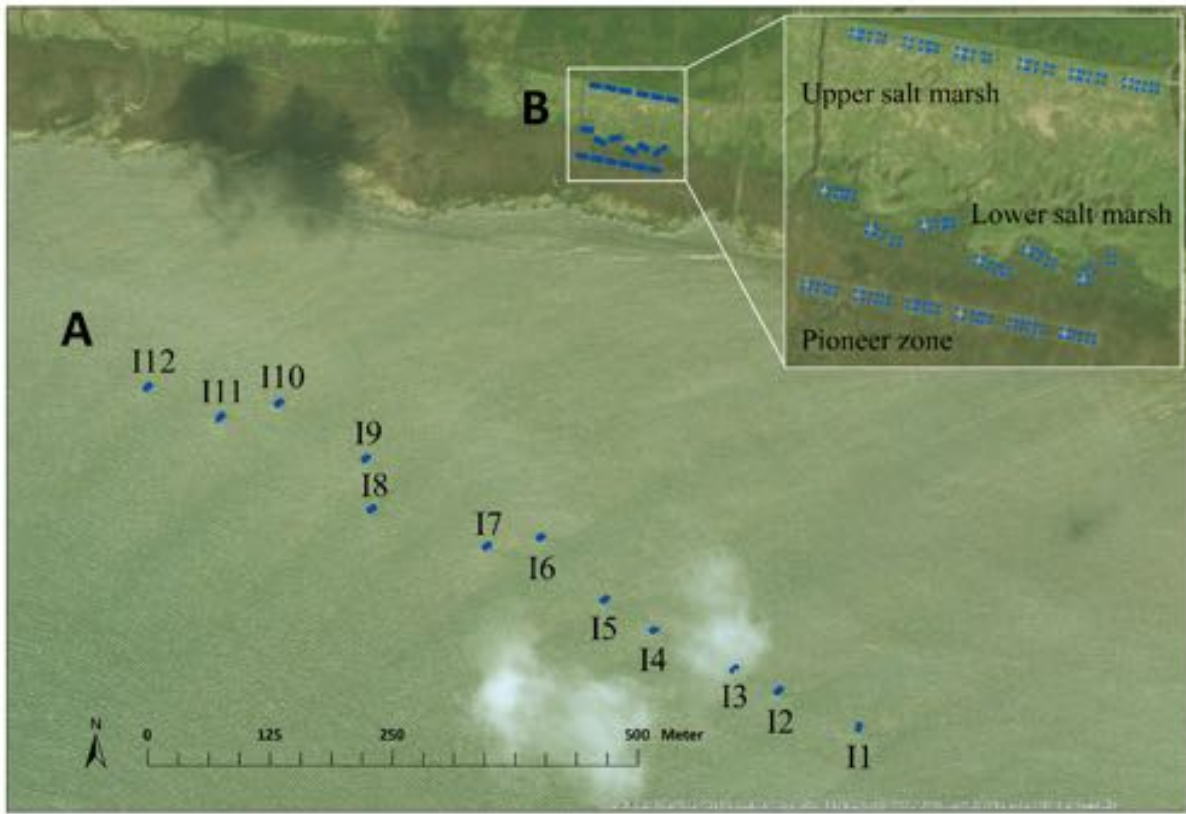 B
Upper salt marsh
Lower salt marsh
Pioneer zone
A
I12
I11
I10
I9
I8
I7
I6
I5
I4
I3
I2
I1
N
0 125 250 500 Meter